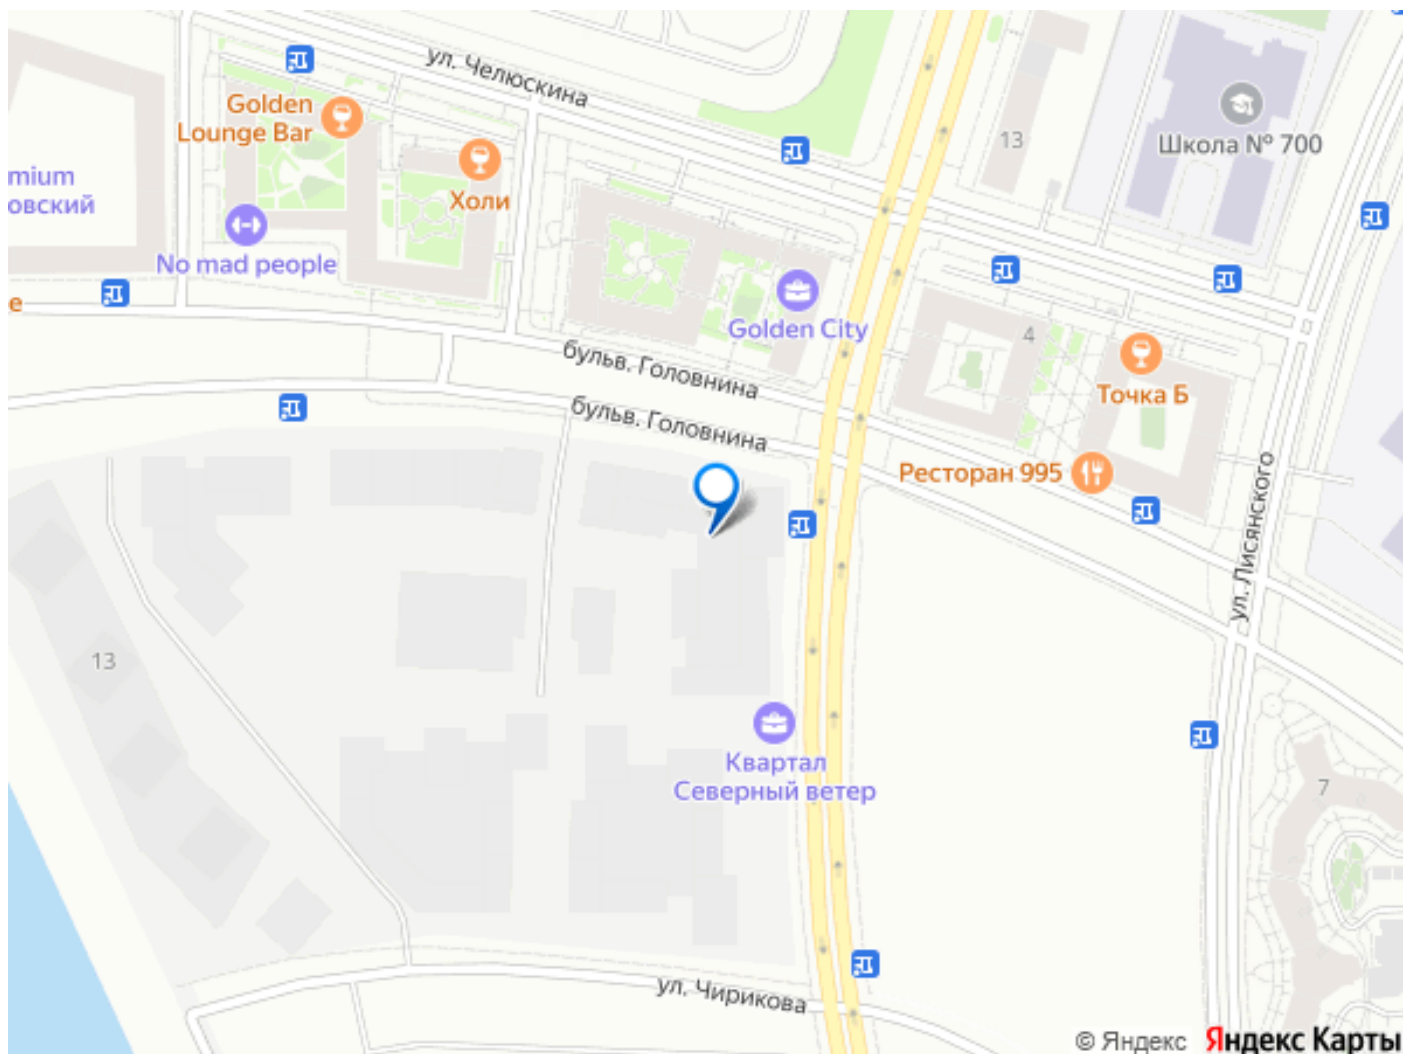 ул. Челюскина
Golden
Lounge Bar
Холи
mium
овский
No mad people
е
13
Школа № 700
Golden City
4
Точка Б
бульв. Головнина
бульв. Головнина
Ресторан 995
ул. Лисянского
13
Квартал
Северный ветер
7
ул. Чирикова
© Яндекс
Яндекс Карты